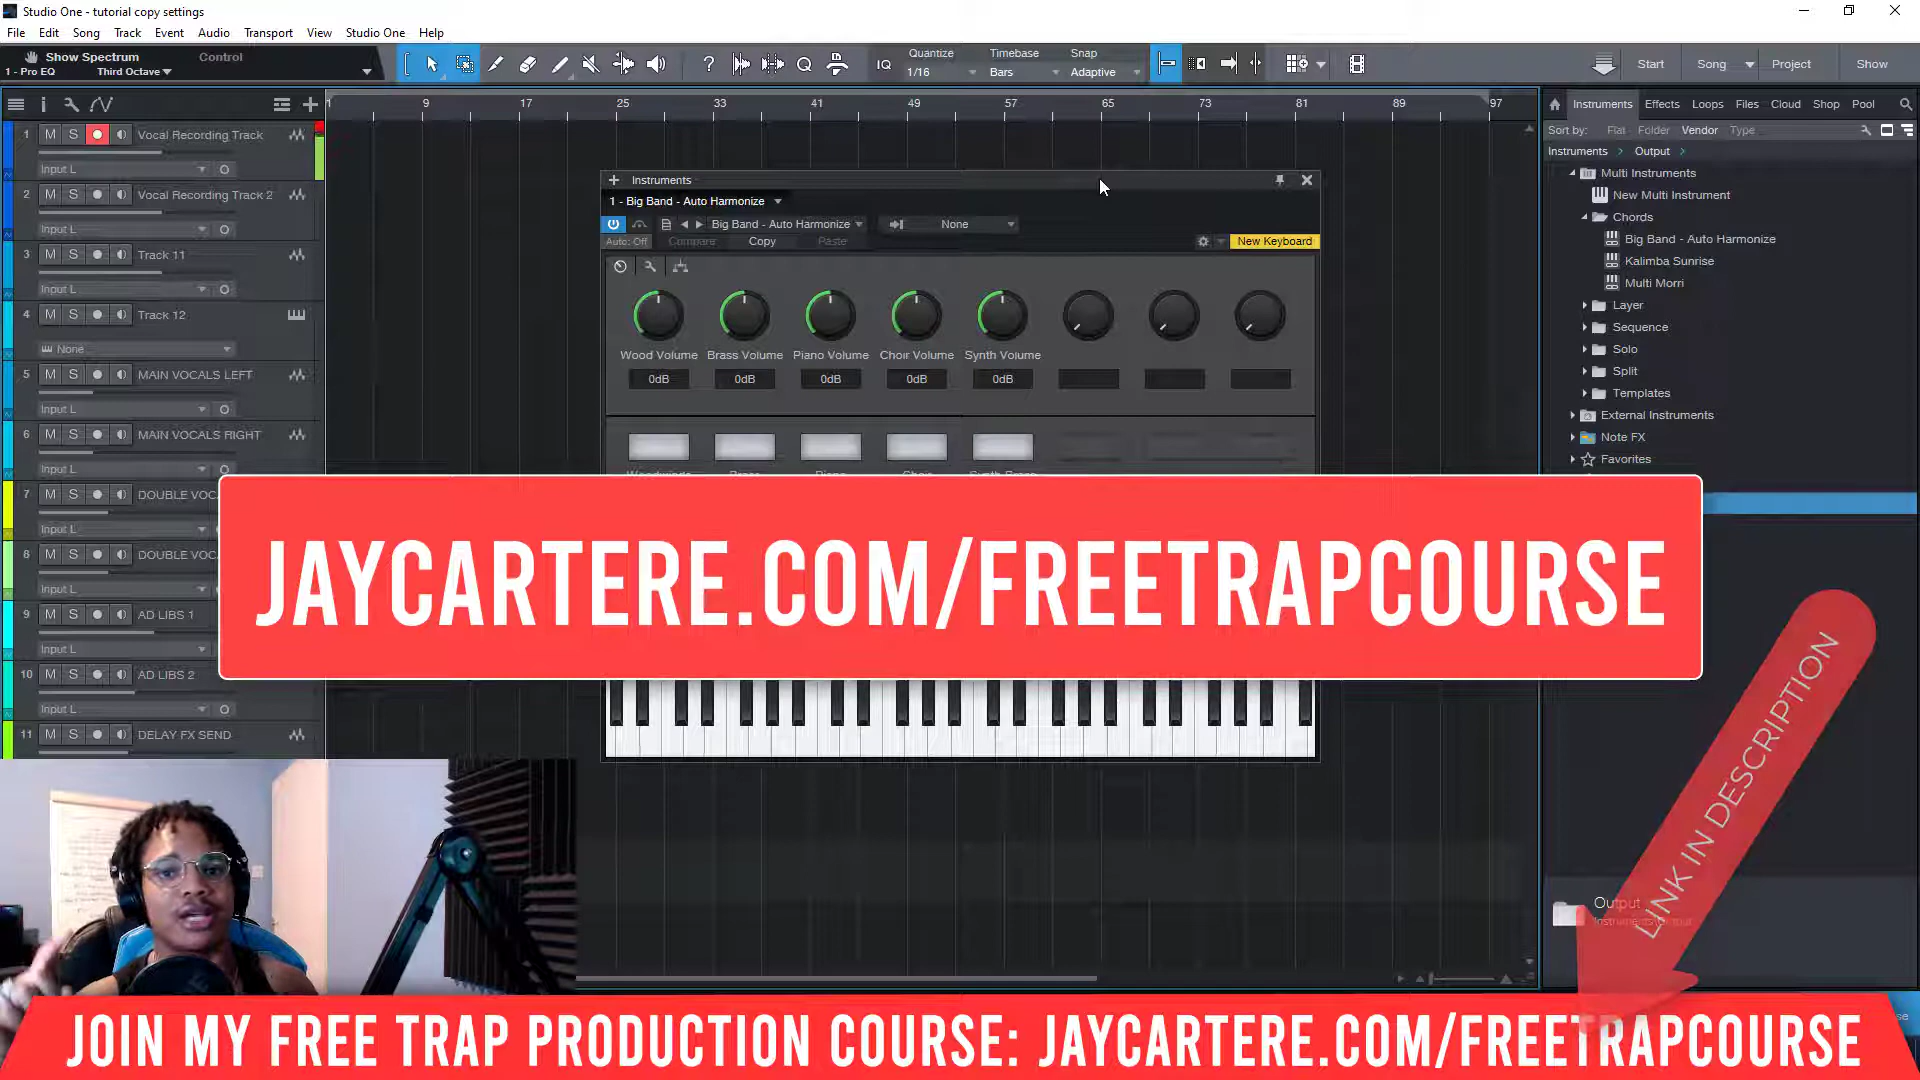 Studio One - tutorial copy settings
File Edit Song Track Event Audio Transport View Studio One Help
Show Spectrum Control
1 - Pro EQ Third Octave
Quantize Timebase Snap
IQ 1/16 Bars Adaptive
Start Song Project Show
1 9 17 25 33 41 49 57 65 73 81 89 97
Instruments Effects Loops Files Cloud Shop Pool
Sort by: Flat Folder Vendor Type
Instruments > Output >
Multi Instruments
New Multi Instrument
Chords
Big Band - Auto Harmonize
Kalimba Sunrise
Multi Morri
Layer
Sequence
Solo
Split
Templates
External Instruments
Note FX
Favorites
1 M S Vocal Recording Track
Input L
2 M S Vocal Recording Track 2
Input L
3 M S Track 11
Input L
4 M S Track 12
None
5 M S MAIN VOCALS LEFT
Input L
6 M S MAIN VOCALS RIGHT
Input L
7 M S DOUBLE VOC
Input L
8 M S DOUBLE VOC
Input L
9 M S AD LIBS 1
Input L
10 M S AD LIBS 2
Input L
11 M S DELAY FX SEND
Instruments
1 - Big Band - Auto Harmonize
Big Band - Auto Harmonize None
Auto: Off Compare Copy Paste New Keyboard
Wood Volume Brass Volume Piano Volume Choir Volume Synth Volume
0dB 0dB 0dB 0dB 0dB
JAYCARTERE.COM/FREETRAPCOURSE
LINK IN DESCRIPTION
Output
JOIN MY FREE TRAP PRODUCTION COURSE: JAYCARTERE.COM/FREETRAPCOURSE